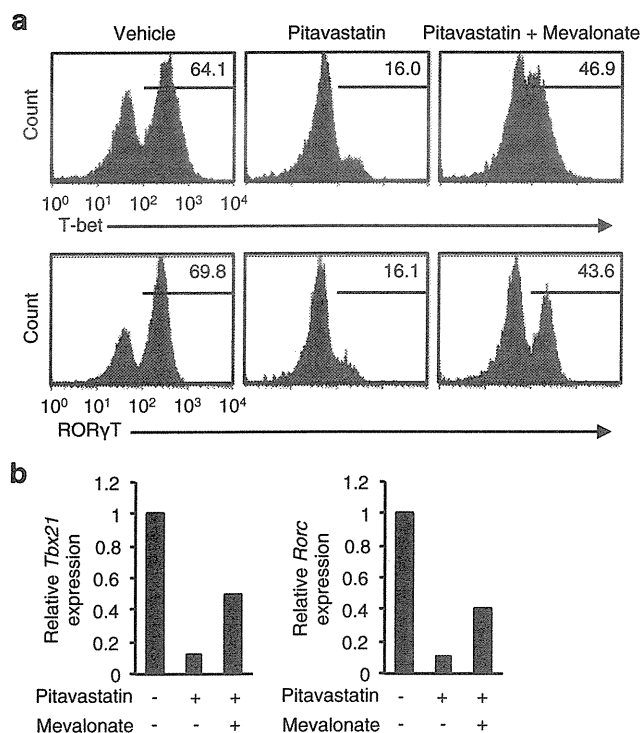 a
Vehicle Pitavastatin Pitavastatin + Mevalonate
Count 64.1 16.0 46.9
10⁰ 10¹ 10² 10³ 10⁴
T-bet
Count 69.8 16.1 43.6
10⁰ 10¹ 10² 10³ 10⁴
RORγT
b
Relative Tbx21 expression
1.2
1
0.8
0.6
0.4
0.2
0
Pitavastatin - + +
Mevalonate - - +
Relative Rorc expression
1.2
1
0.8
0.6
0.4
0.2
0
Pitavastatin - + +
Mevalonate - - +